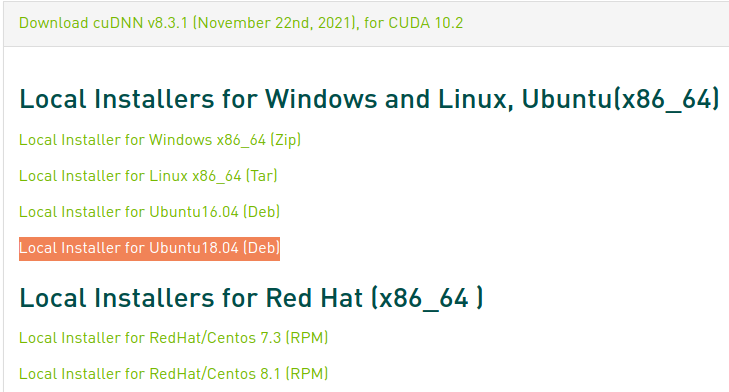 Download cuDNN v8.3.1 (November 22nd, 2021), for CUDA 10.2
Local Installers for Windows and Linux, Ubuntu(x86_64)
Local Installer for Windows x86_64 (Zip)
Local Installer for Linux x86_64 (Tar)
Local Installer for Ubuntu16.04 (Deb)
Local Installer for Ubuntu18.04 (Deb)
Local Installers for Red Hat (x86_64 )
Local Installer for RedHat/Centos 7.3 (RPM)
Local Installer for RedHat/Centos 8.1 (RPM)